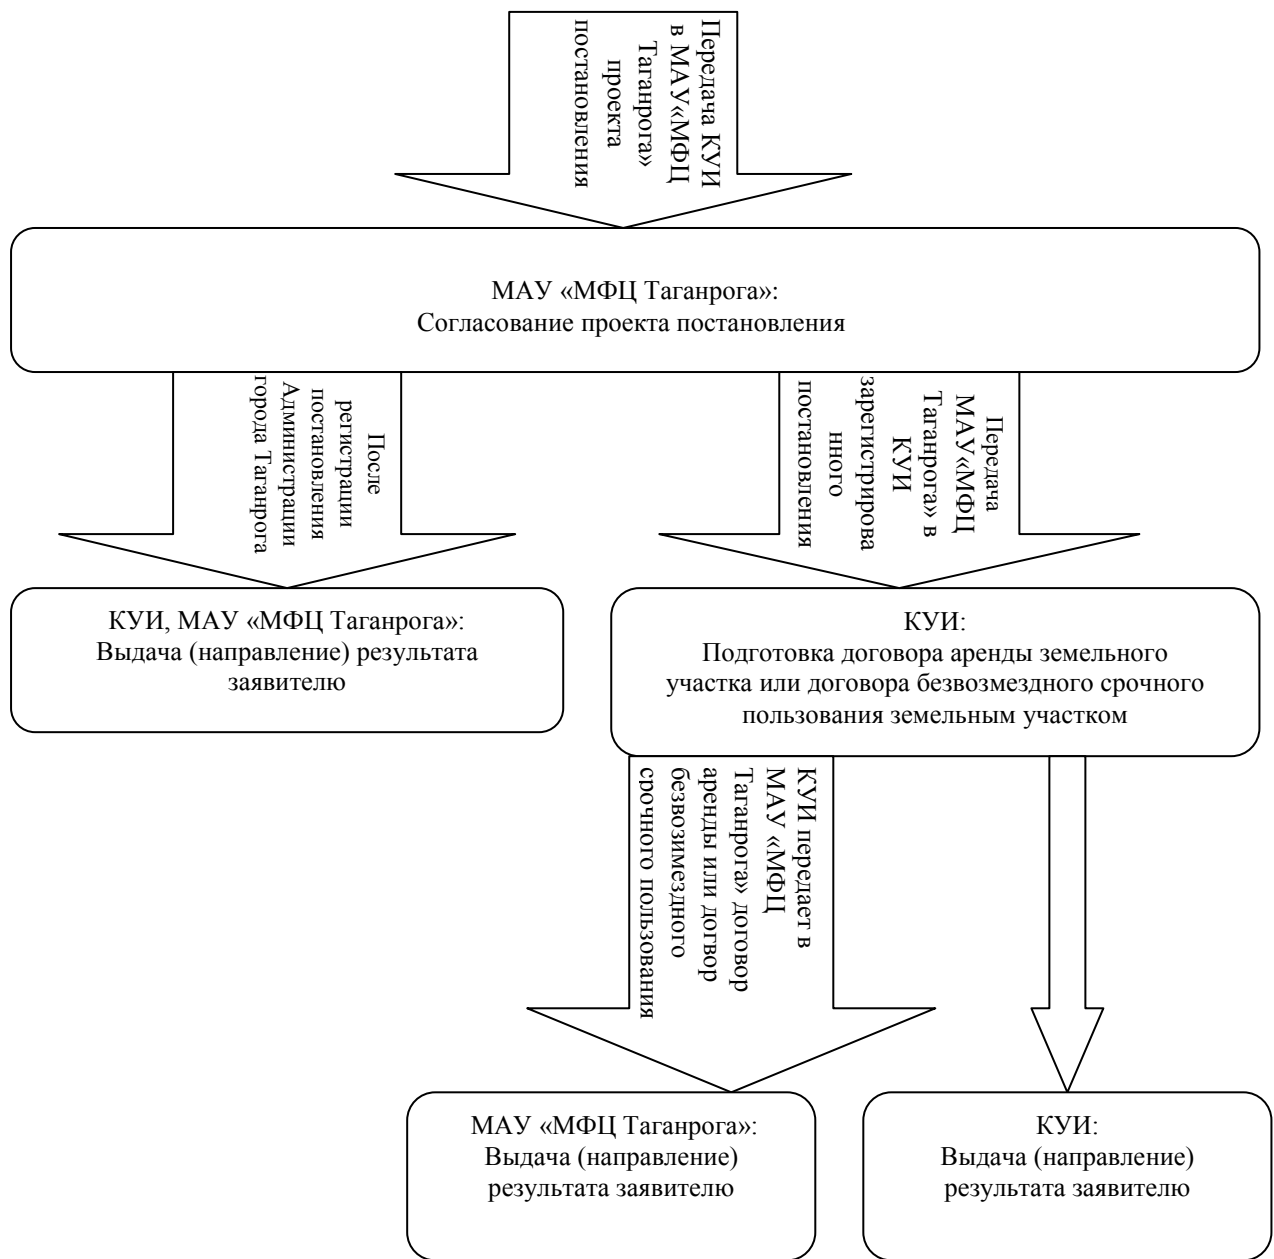 Передача КУИ
в МАУ«МФЦ
Таганрога»
проекта
постановления
МАУ «МФЦ Таганрога»:
Согласование проекта постановления
После
регистрации
постановления
Администрации
города Таганрога
Передача
МАУ«МФЦ
Таганрога» в
КУИ
зарегистрирова
нного
постановления
КУИ, МАУ «МФЦ Таганрога»:
Выдача (направление) результата
заявителю
КУИ:
Подготовка договора аренды земельного
участка или договора безвозмездного срочного
пользования земельным участком
КУИ передает в
МАУ «МФЦ
Таганрога» договор
аренды или догвор
безвозимездного
срочного пользования
МАУ «МФЦ Таганрога»:
Выдача (направление)
результата заявителю
КУИ:
Выдача (направление)
результата заявителю